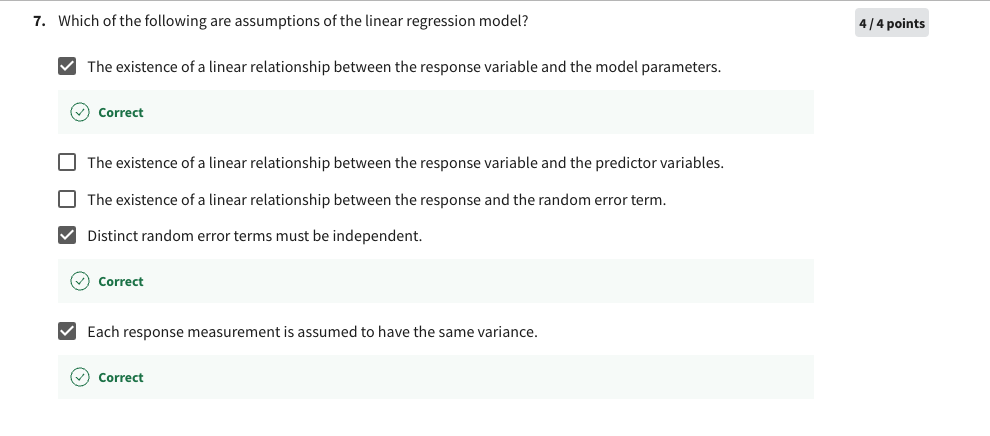 7. Which of the following are assumptions of the linear regression model?
4 / 4 points
The existence of a linear relationship between the response variable and the model parameters.
Correct
The existence of a linear relationship between the response variable and the predictor variables.
The existence of a linear relationship between the response and the random error term.
Distinct random error terms must be independent.
Correct
Each response measurement is assumed to have the same variance.
Correct